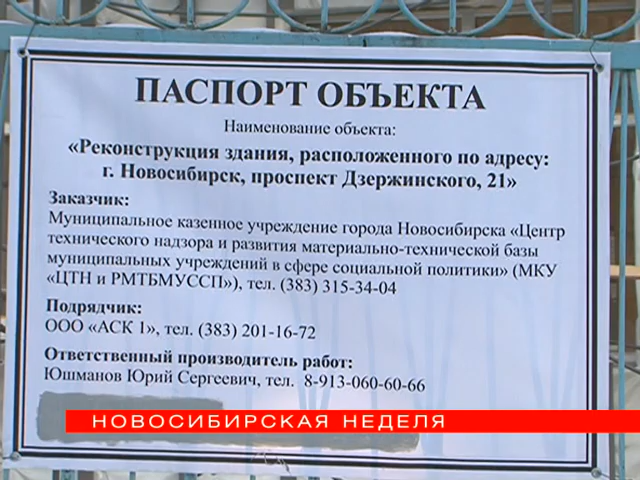 ПАСПОРТ ОБЪЕКТА
Наименование объекта:
«Реконструкция здания, расположенного по адресу:
г. Новосибирск, проспект Дзержинского, 21»
Заказчик:
Муниципальное казенное учреждение города Новосибирска «Центр
технического надзора и развития материально-технической базы
муниципальных учреждений в сфере социальной политики» (МКУ
«ЦТН и РМТБМУССП»), тел. (383) 315-34-04
Подрядчик:
ООО «АСК 1», тел. (383) 201-16-72
Ответственный производитель работ:
Юшманов Юрий Сергеевич, тел. 8-913-060-60-66
НОВОСИБИРСКАЯ НЕДЕЛЯ